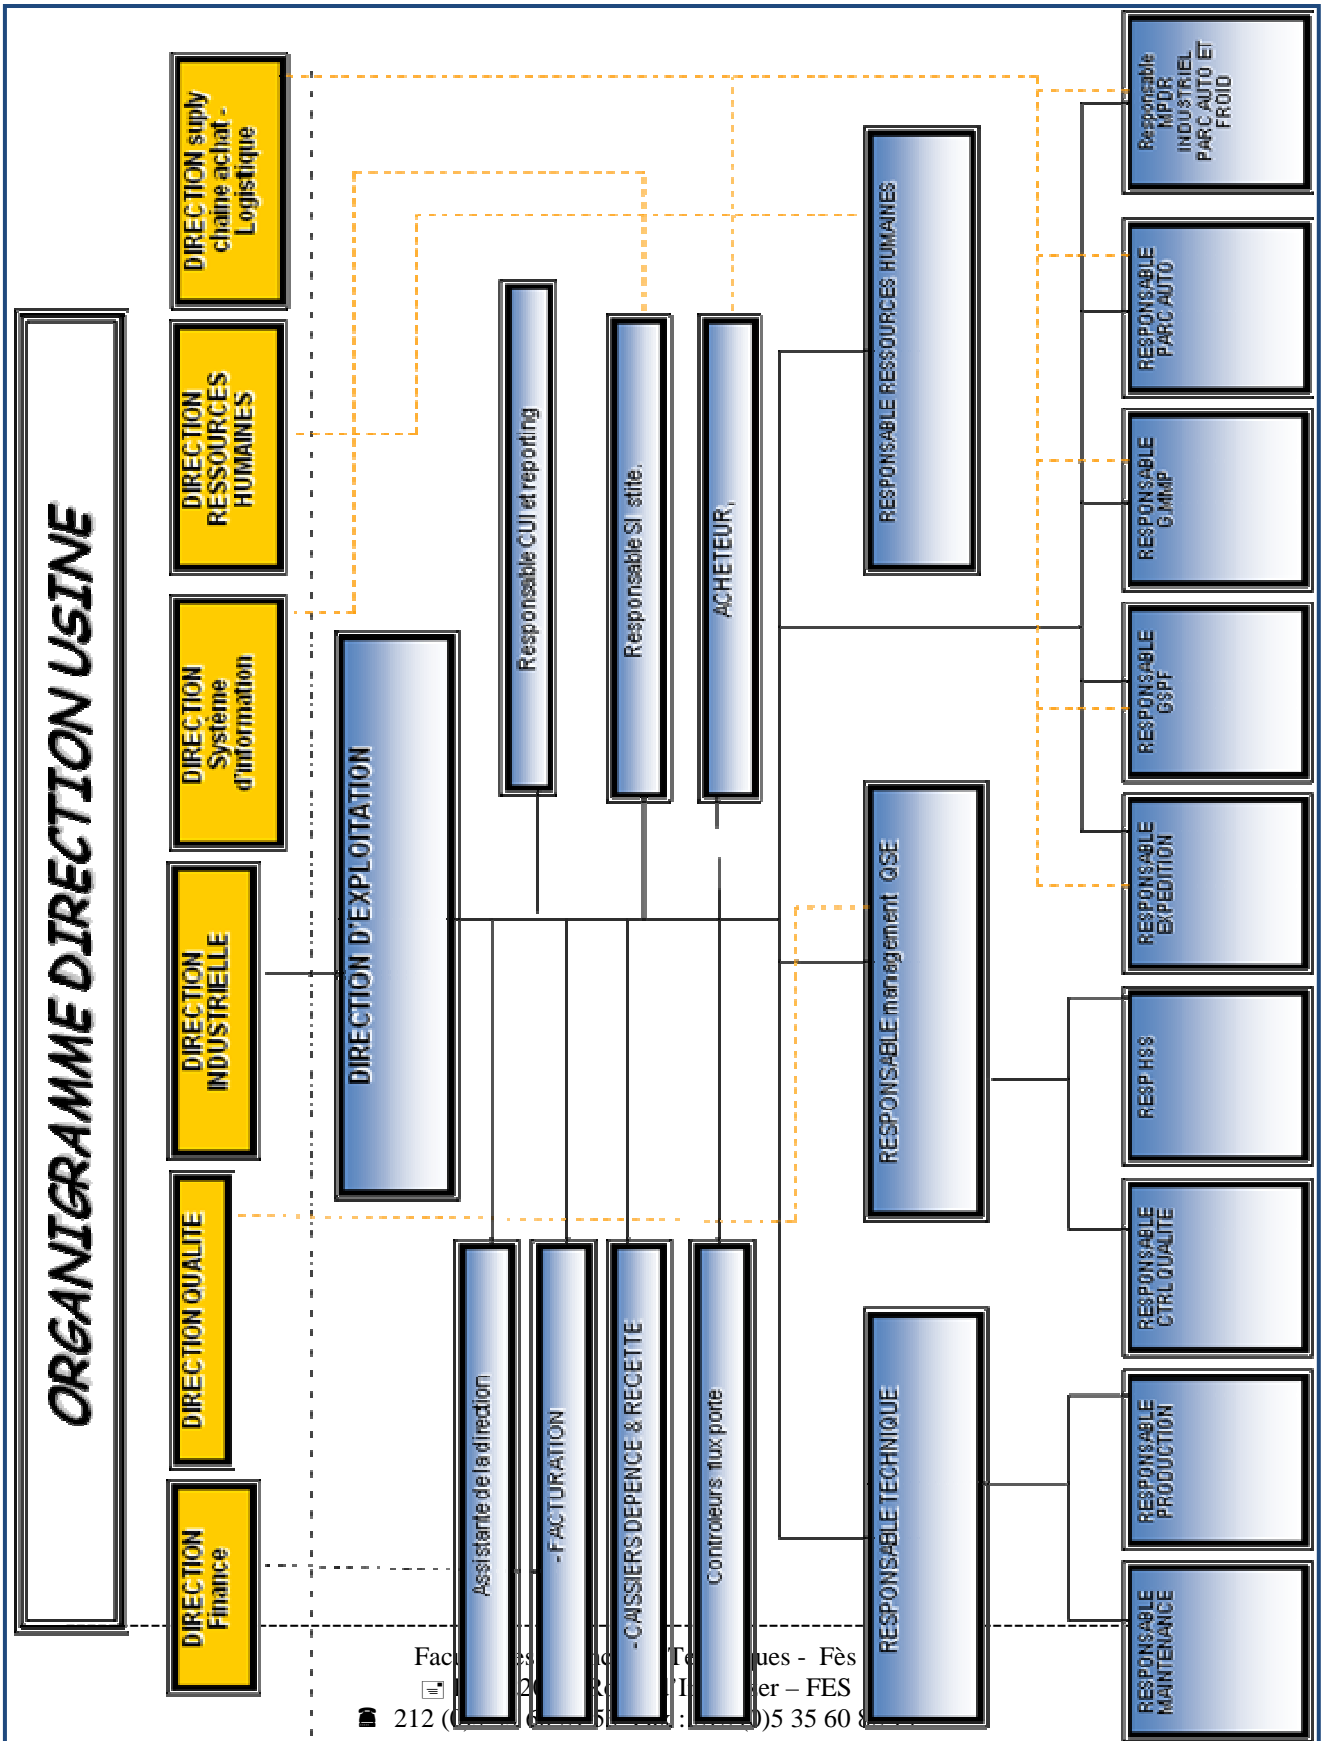 ORGANIGRAMME DIRECTION USINE
DIRECTION
Finance
DIRECTION QUALITE
DIRECTION
INDUSTRIELLE
DIRECTION
Système
d'information
DIRECTION
RESSOURCES
HUMAINES
DIRECTION suply
chaine achat -
Logistique
DIRECTION D'EXPLOITATION
Assistante de la direction
- FACTURATION
- CAISSIERS DEPENCE & RECETTE
Controleurs flux porte
Responsable CUI et reporting
Responsable SI stite.
ACHETEUR,
RESPONSABLE TECHNIQUE
RESPONSABLE management QSE
RESPONSABLE RESSOURCES HUMAINES
RESPONSABLE
MAINTENANCE
RESPONSABLE
PRODUCTION
RESPONSABLE
CTRL QUALITE
RESP HSS
RESPONSABLE
EXPEDITION
RESPONSABLE
GSPF
RESPONSABLE
G.MMP
RESPONSABLE
PARC AUTO
Responsable
MPDR
INDUSTRIEL
PARC AUTO ET
FROID
- Fès
– FES
212 5 35 60